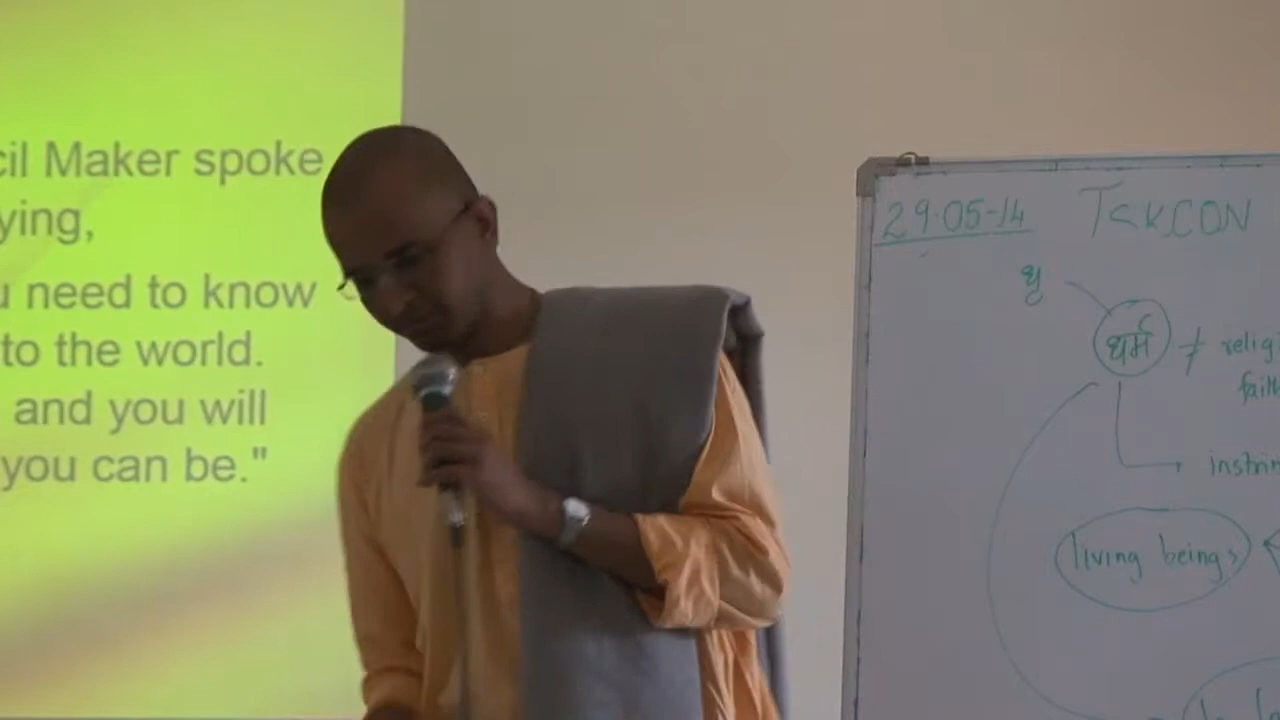 cil Maker spoke
ying,
u need to know
to the world.
and you will
you can be."
29-05-14 ISKCON
धृ
धर्म ≠ relig
faith
instrin
living beings